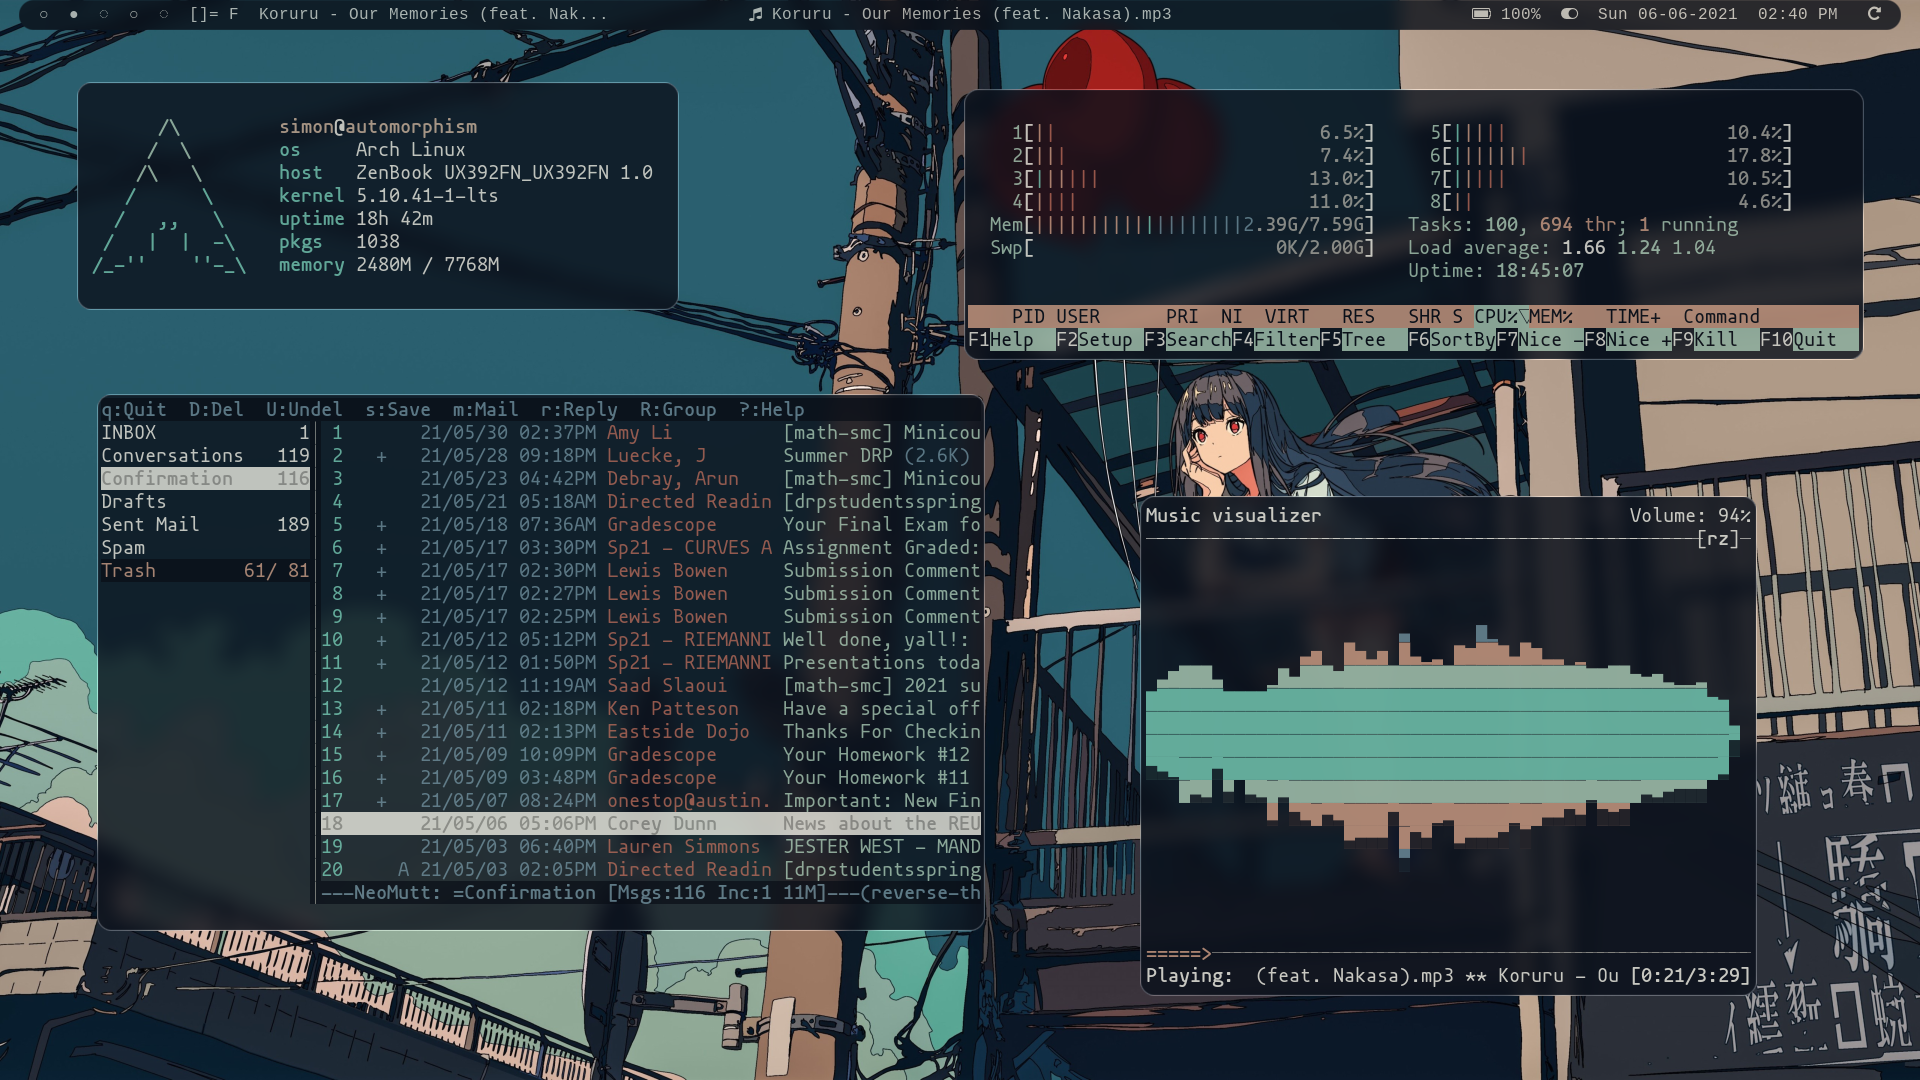 []= F Koruru - Our Memories (feat. Nak...
Koruru - Our Memories (feat. Nakasa).mp3
100% Sun 06-06-2021 02:40 PM
simon@automorphism
os Arch Linux
host ZenBook UX392FN_UX392FN 1.0
kernel 5.10.41-1-lts
uptime 18h 42m
pkgs 1038
memory 2480M / 7768M
1[|| 6.5%] 5[||||| 10.4%]
2[||| 7.4%] 6[||||||| 17.8%]
3[|||||| 13.0%] 7[||||| 10.5%]
4[|||| 11.0%] 8[|| 4.6%]
Mem[|||||||||||||||||||2.39G/7.59G] Tasks: 100, 694 thr; 1 running
Swp[ 0K/2.00G] Load average: 1.66 1.24 1.04
Uptime: 18:45:07
PID USER PRI NI VIRT RES SHR S CPU%▽MEM% TIME+ Command
F1Help F2Setup F3SearchF4FilterF5Tree F6SortByF7Nice -F8Nice +F9Kill F10Quit
q:Quit D:Del U:Undel s:Save m:Mail r:Reply R:Group ?:Help
INBOX 1
Conversations 119
Confirmation 116
Drafts
Sent Mail 189
Spam
Trash 61/ 81
1 21/05/30 02:37PM Amy Li [math-smc] Minicou
2 + 21/05/28 09:18PM Luecke, J Summer DRP (2.6K)
3 21/05/23 04:42PM Debray, Arun [math-smc] Minicou
4 21/05/21 05:18AM Directed Readin [drpstudentsspring
5 + 21/05/18 07:36AM Gradescope Your Final Exam fo
6 + 21/05/17 03:30PM Sp21 - CURVES A Assignment Graded:
7 + 21/05/17 02:30PM Lewis Bowen Submission Comment
8 + 21/05/17 02:27PM Lewis Bowen Submission Comment
9 + 21/05/17 02:25PM Lewis Bowen Submission Comment
10 + 21/05/12 05:12PM Sp21 - RIEMANNI Well done, yall!:
11 + 21/05/12 01:50PM Sp21 - RIEMANNI Presentations toda
12 21/05/12 11:19AM Saad Slaoui [math-smc] 2021 su
13 + 21/05/11 02:18PM Ken Patteson Have a special off
14 + 21/05/11 02:13PM Eastside Dojo Thanks For Checkin
15 + 21/05/09 10:09PM Gradescope Your Homework #12
16 + 21/05/09 03:48PM Gradescope Your Homework #11
17 + 21/05/07 08:24PM onestop@austin. Important: New Fin
18 21/05/06 05:06PM Corey Dunn News about the REU
19 21/05/03 06:40PM Lauren Simmons JESTER WEST - MAND
20 A 21/05/03 02:05PM Directed Readin [drpstudentsspring
---NeoMutt: =Confirmation [Msgs:116 Inc:1 11M]---(reverse-th
Music visualizer Volume: 94%
[rz]
=====>
Playing: (feat. Nakasa).mp3 ** Koruru - Ou [0:21/3:29]